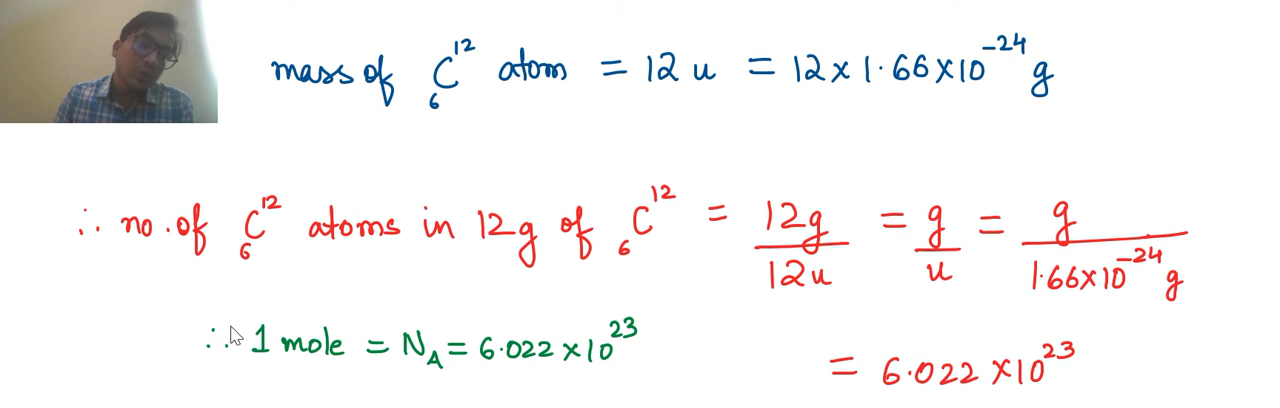 mass of ₆C¹² atom = 12 u = 12 × 1.66 × 10⁻²⁴ g
∴ no. of ₆C¹² atoms in 12g of ₆C¹² = 12g / 12u = g / u = g / 1.66 × 10⁻²⁴ g
∴ 1 mole = N_A = 6.022 × 10²³
= 6.022 × 10²³